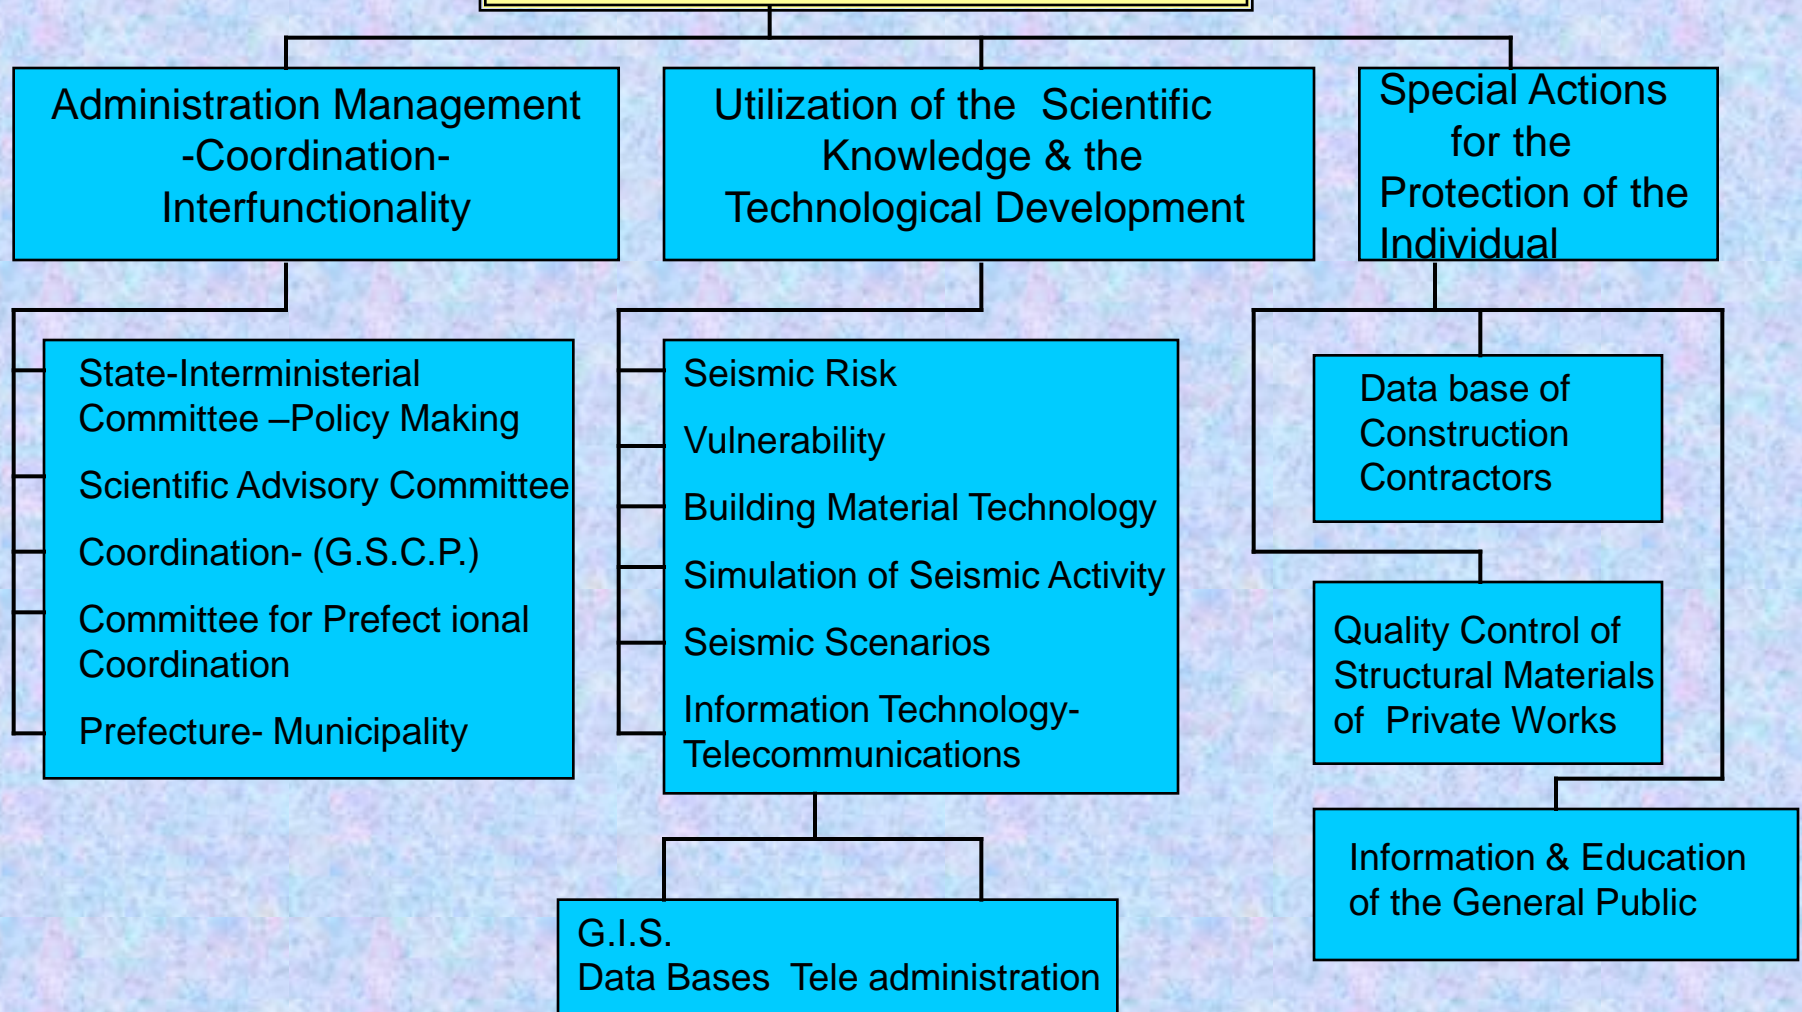 Administration Management
-Coordination-
Interfunctionality
Utilization of the Scientific
Knowledge & the
Technological Development
Special Actions
for the
Protection of the
Individual
State-Interministerial
Committee –Policy Making
Scientific Advisory Committee
Coordination- (G.S.C.P.)
Committee for Prefect ional
Coordination
Prefecture- Municipality
Seismic Risk
Vulnerability
Building Material Technology
Simulation of Seismic Activity
Seismic Scenarios
Information Technology-
Telecommunications
G.I.S.
Data Bases Tele administration
Data base of
Construction
Contractors
Quality Control of
Structural Materials
of Private Works
Information & Education
of the General Public